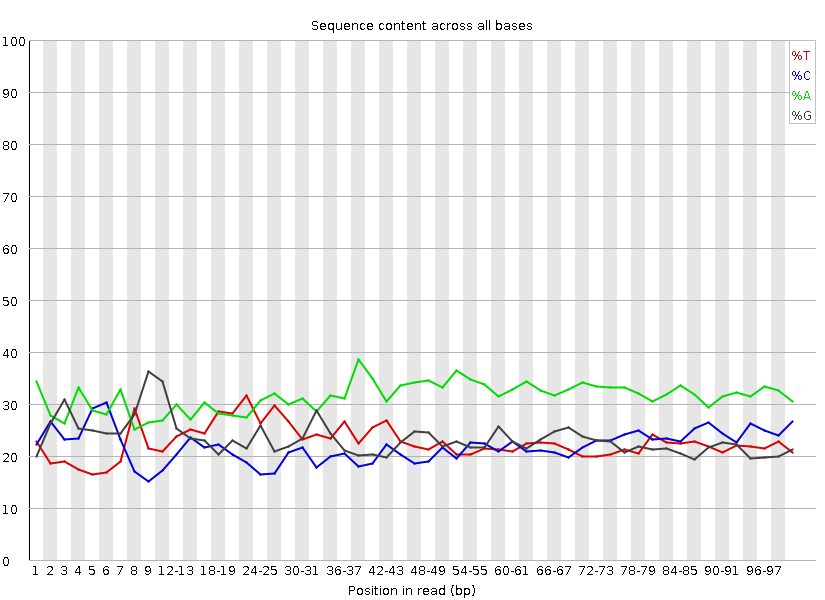 Sequence content across all bases
100
90
80
70
60
50
40
30
20
10
0
%T
%C
%A
%G
1 2 3 4 5 6 7 8 9 12-13 18-19 24-25 30-31 36-37 42-43 48-49 54-55 60-61 66-67 72-73 78-79 84-85 90-91 96-97
Position in read (bp)